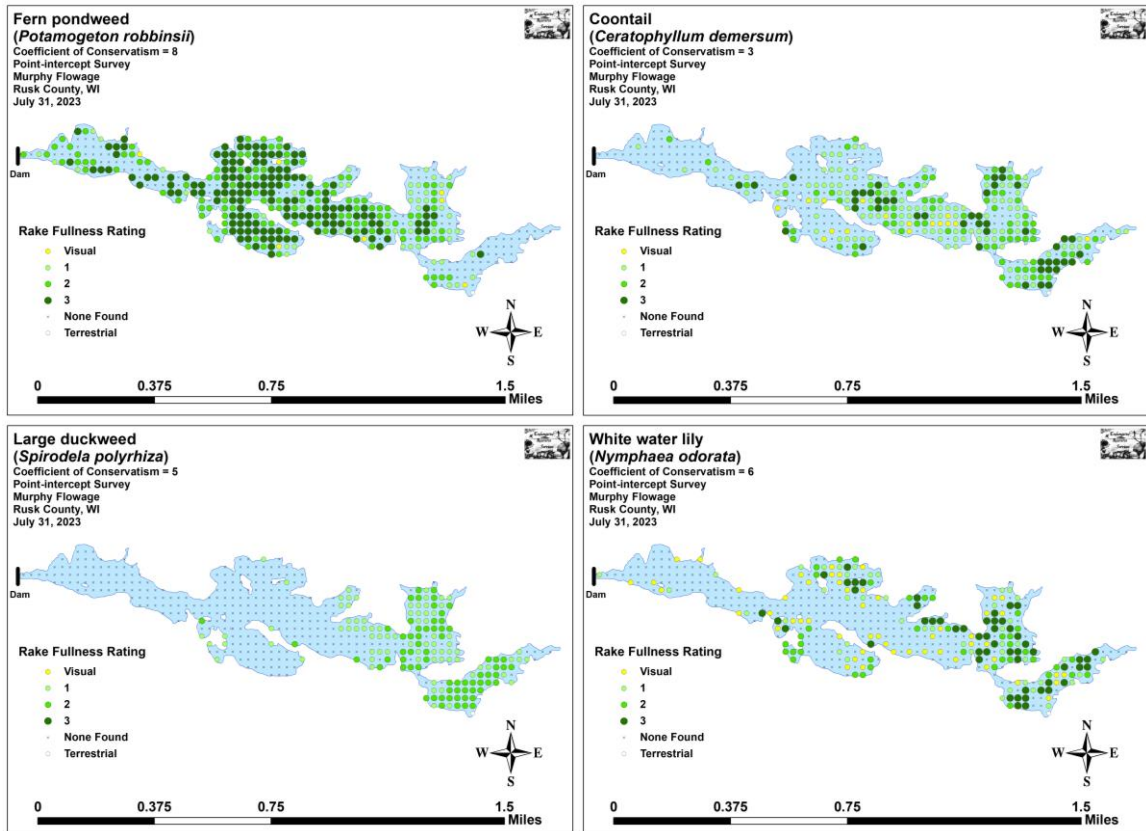 Fern pondweed
(Potamogeton robbinsii)
Coefficient of Conservatism = 8
Point-intercept Survey
Murphy Flowage
Rusk County, WI
July 31, 2023
Dam
Rake Fullness Rating
Visual
1
2
3
None Found
Terrestrial
N
W E
S
0 0.375 0.75 1.5
Miles
Coontail
(Ceratophyllum demersum)
Coefficient of Conservatism = 3
Point-intercept Survey
Murphy Flowage
Rusk County, WI
July 31, 2023
Dam
Rake Fullness Rating
Visual
1
2
3
None Found
Terrestrial
N
W E
S
0 0.375 0.75 1.5
Miles
Large duckweed
(Spirodela polyrhiza)
Coefficient of Conservatism = 5
Point-intercept Survey
Murphy Flowage
Rusk County, WI
July 31, 2023
Dam
Rake Fullness Rating
Visual
1
2
3
None Found
Terrestrial
N
W E
S
0 0.375 0.75 1.5
Miles
White water lily
(Nymphaea odorata)
Coefficient of Conservatism = 6
Point-intercept Survey
Murphy Flowage
Rusk County, WI
July 31, 2023
Dam
Rake Fullness Rating
Visual
1
2
3
None Found
Terrestrial
N
W E
S
0 0.375 0.75 1.5
Miles